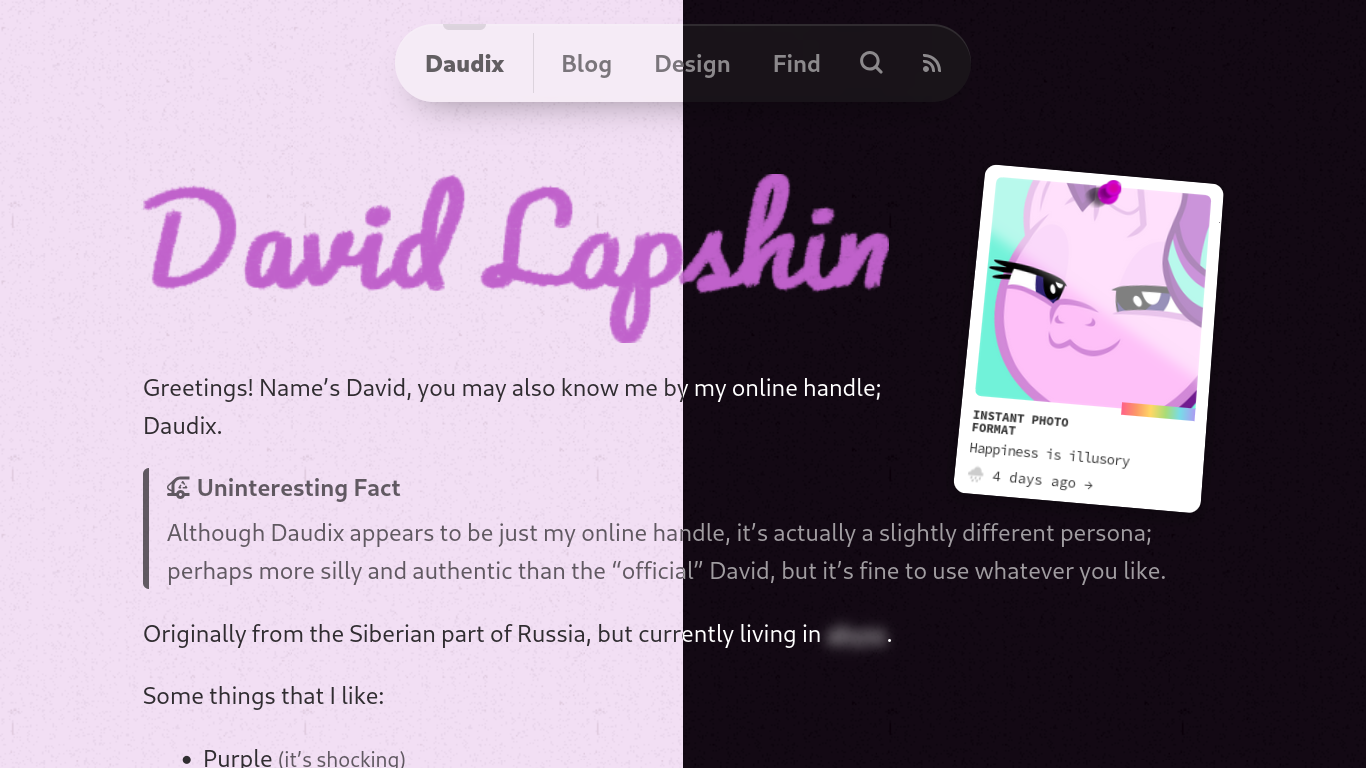 Daudix Blog Design Find
David Lapshin
Greetings! Name’s David, you may also know me by my online handle;
Daudix.
INSTANT PHOTO
FORMAT
Happiness is illusory
4 days ago →
Uninteresting Fact
Although Daudix appears to be just my online handle, it’s actually a slightly different persona;
perhaps more silly and authentic than the “official” David, but it’s fine to use whatever you like.
Originally from the Siberian part of Russia, but currently living in .
Some things that I like:
• Purple (it’s shocking)